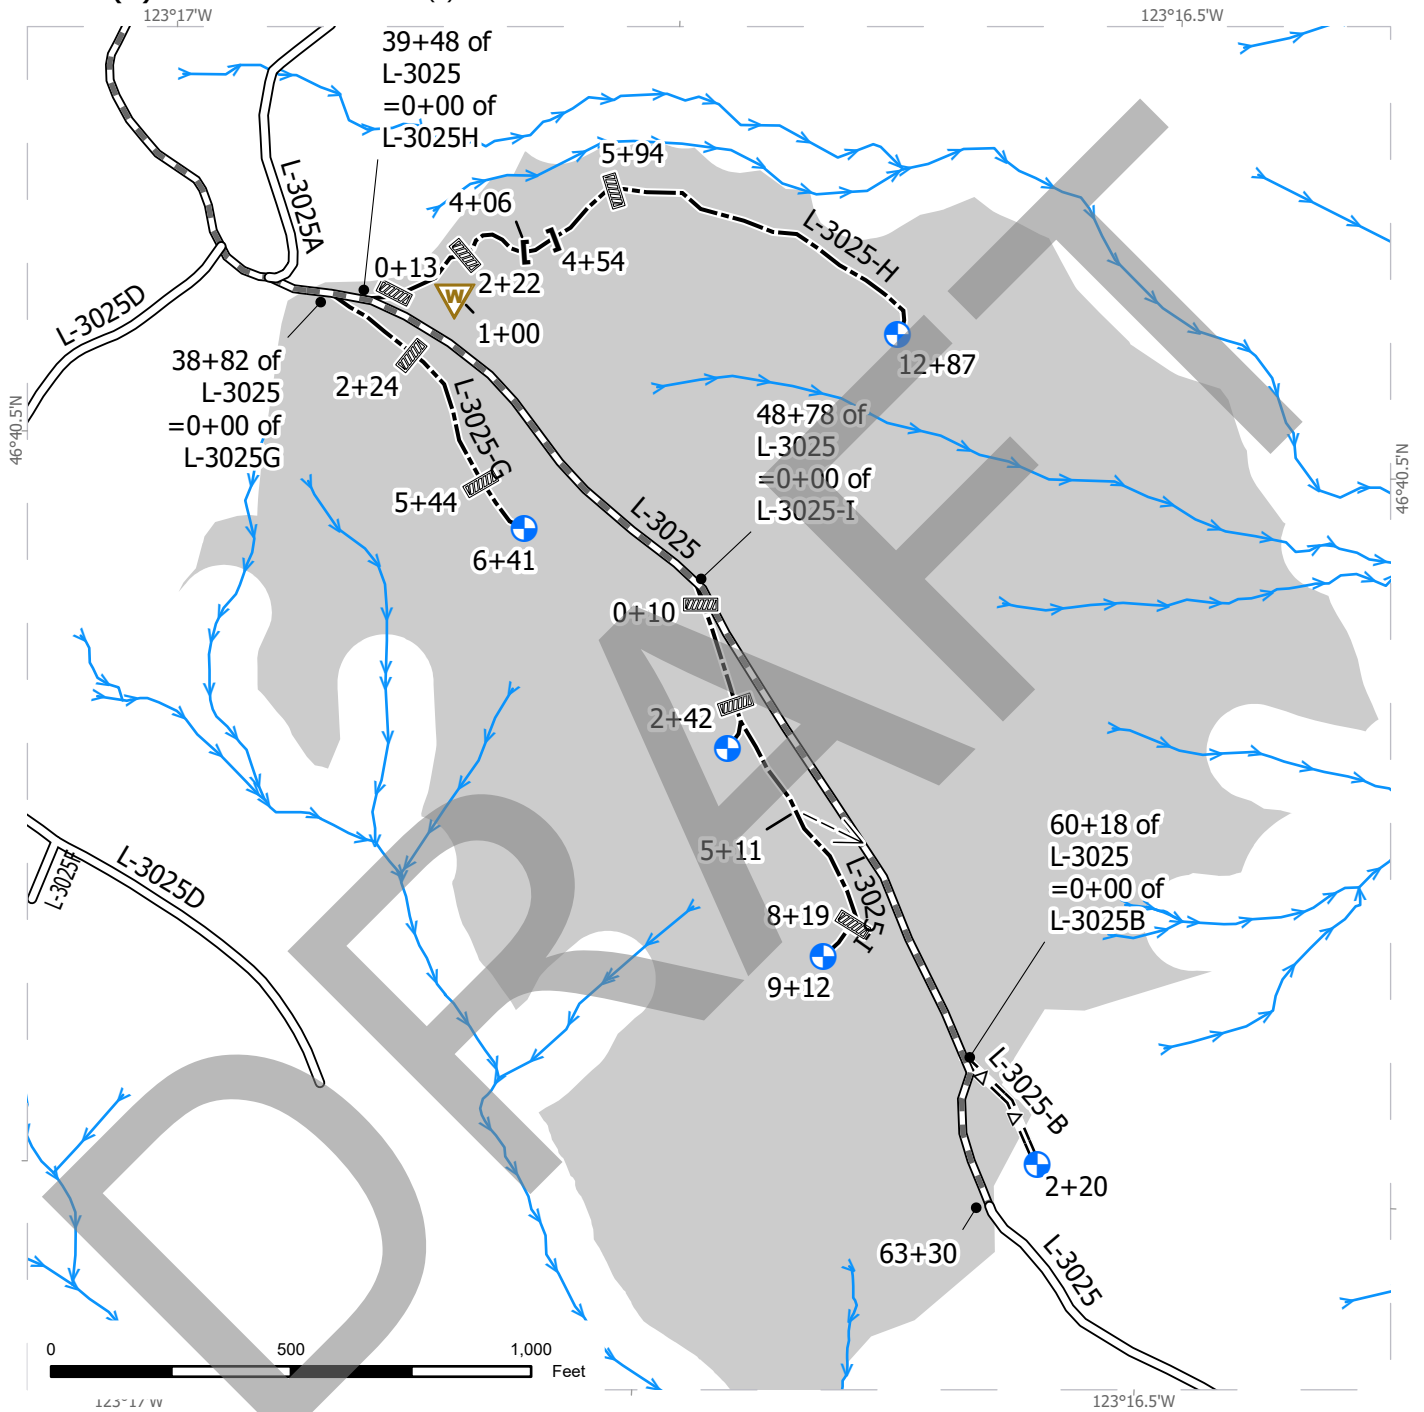 123°17'W
123°16.5'W
39+48 of
L-3025
=0+00 of
L-3025H
5+94
4+06
L-3025A
L-3025-H
4+54
0+13
2+22
W
1+00
L-3025D
12+87
38+82 of
L-3025
=0+00 of
L-3025G
2+24
L-3025-G
48+78 of
L-3025
=0+00 of
L-3025-I
46°40.5'N
46°40.5'N
5+44
L-3025
6+41
0+10
2+42
60+18 of
L-3025
=0+00 of
L-3025B
5+11
L-3025D
L-3025F
L-3025-I
8+19
9+12
L-3025-B
2+20
63+30
L-3025
DRAFT
0 500 1,000
Feet
123°17'W
123°16.5'W